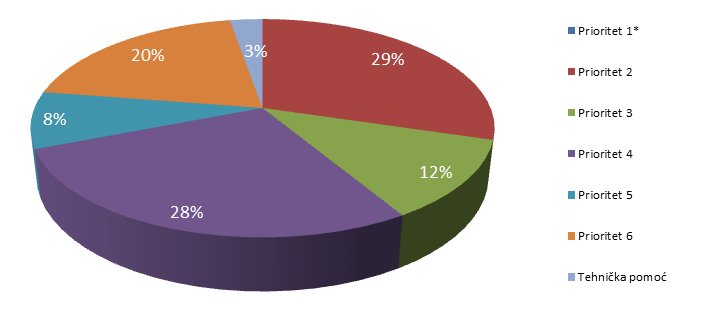 29%
12%
28%
8%
20%
3%
Prioritet 1*
Prioritet 2
Prioritet 3
Prioritet 4
Prioritet 5
Prioritet 6
Tehnička pomoć